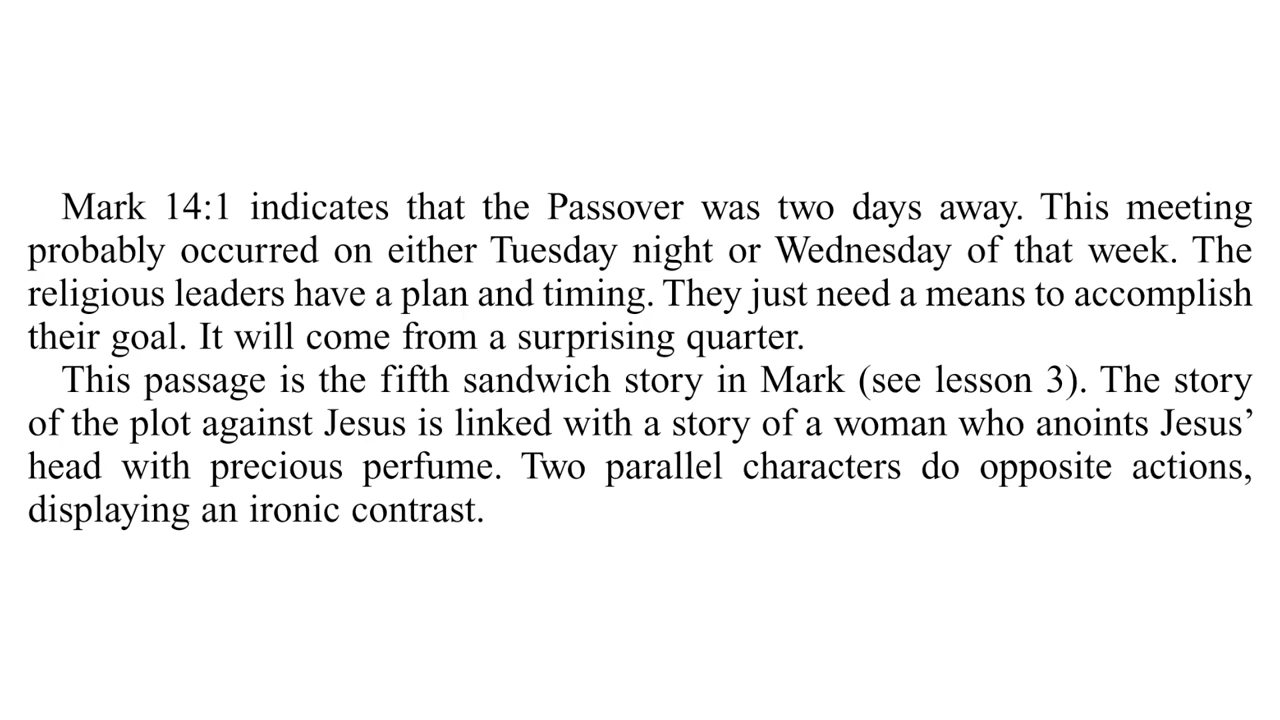 Mark 14:1 indicates that the Passover was two days away. This meeting
probably occurred on either Tuesday night or Wednesday of that week. The
religious leaders have a plan and timing. They just need a means to accomplish
their goal. It will come from a surprising quarter.
This passage is the fifth sandwich story in Mark (see lesson 3). The story
of the plot against Jesus is linked with a story of a woman who anoints Jesus’
head with precious perfume. Two parallel characters do opposite actions,
displaying an ironic contrast.